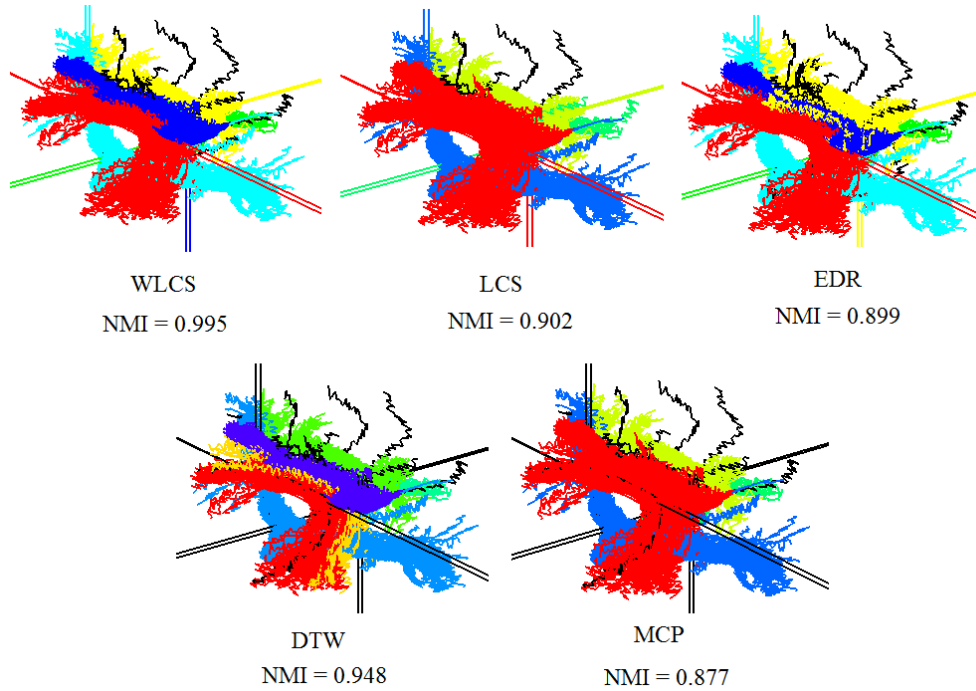 WLCS
NMI = 0.995
LCS
NMI = 0.902
EDR
NMI = 0.899
DTW
NMI = 0.948
MCP
NMI = 0.877